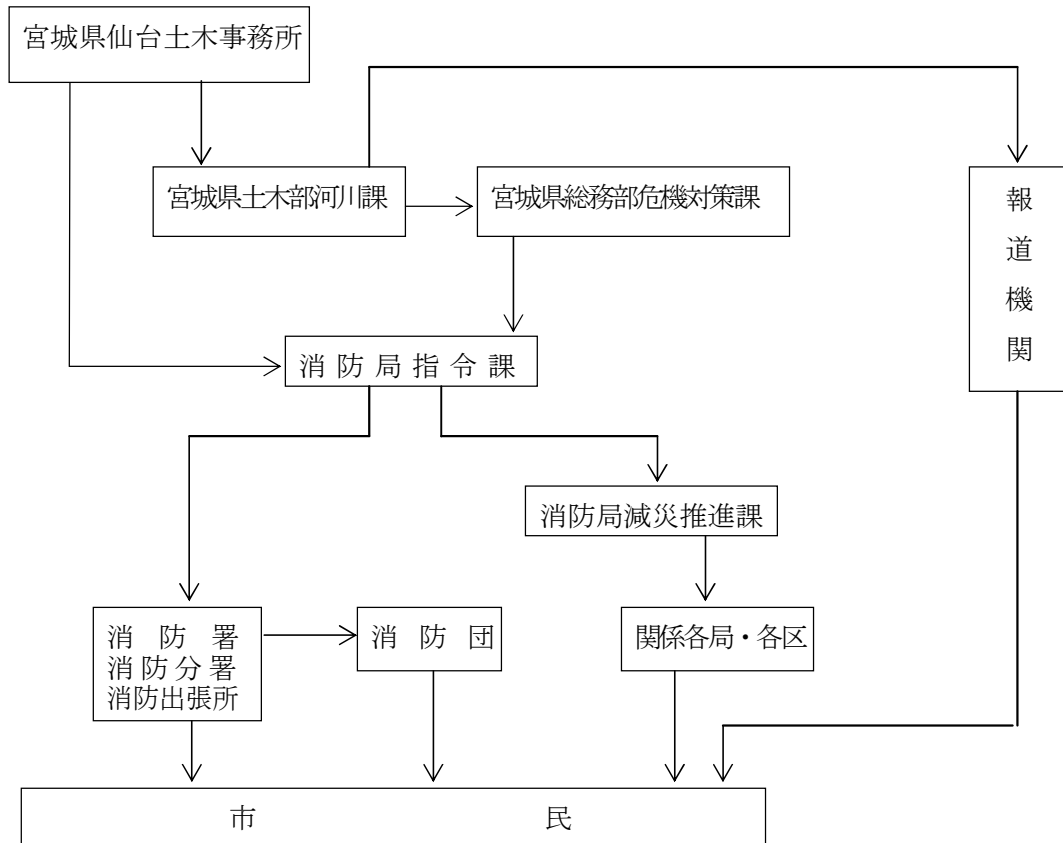 宮城県仙台土木事務所
宮城県土木部河川課
宮城県総務部危機対策課
報道機関
消防局指令課
消防局減災推進課
消防署
消防分署
消防出張所
消防団
関係各局・各区
市民